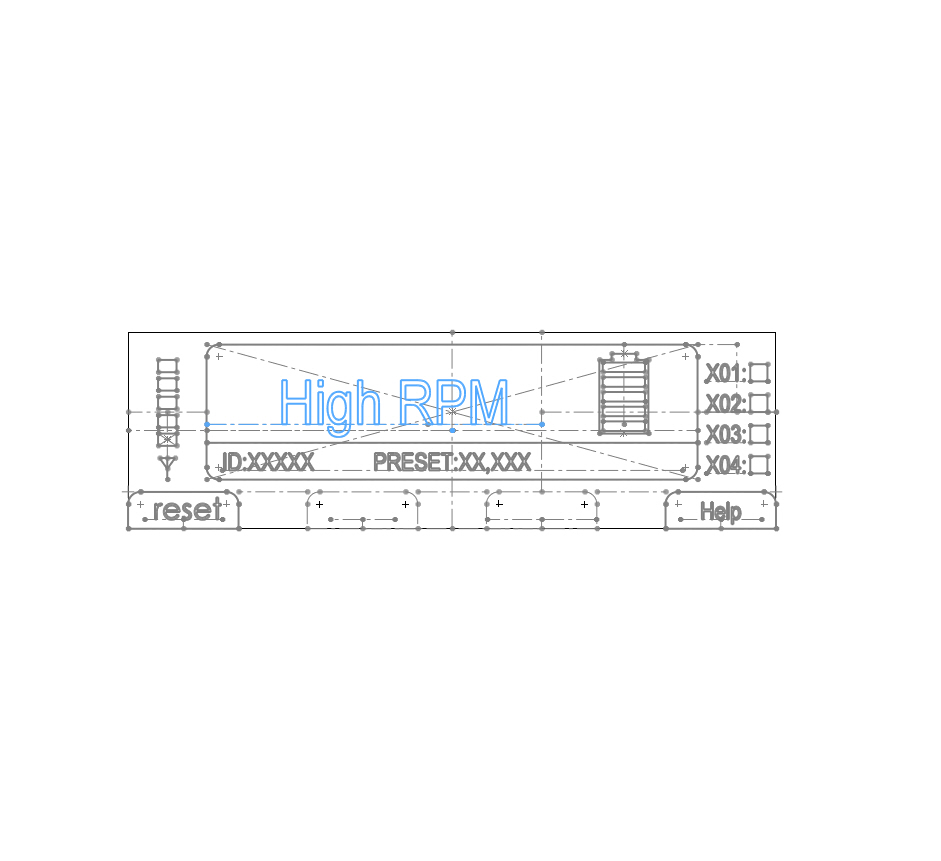 X01:
High RPM
X02:
X03:
ID:XXXXX PRESET:XX,XXX
X04:
reset
Help